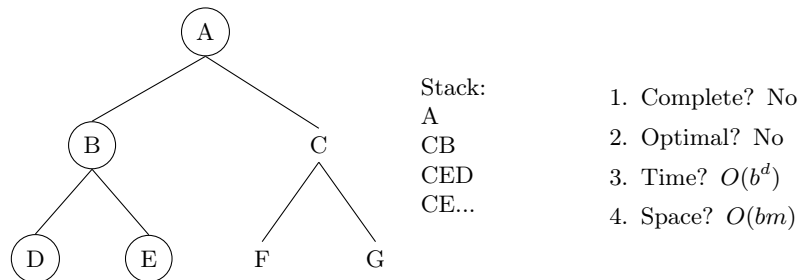 A
B
C
D
E
F
G
Stack:
A
CB
CED
CE...
1. Complete? No
2. Optimal? No
3. Time? $O(b^d)$
4. Space? $O(bm)$